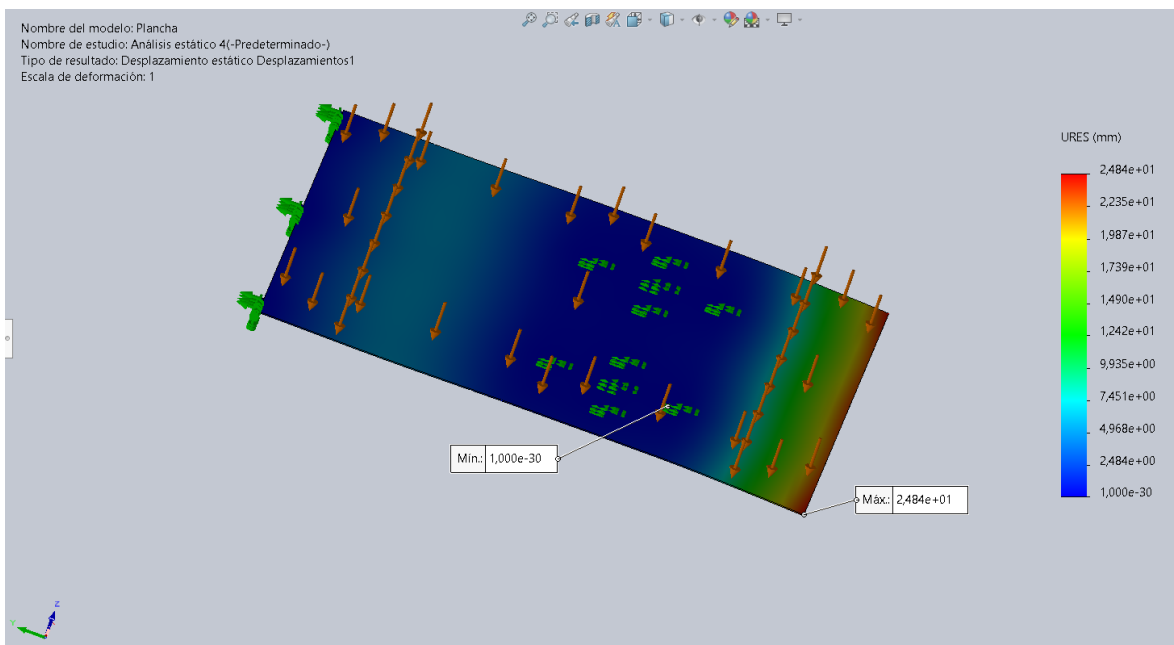 Nombre del modelo: Plancha
Nombre de estudio: Análisis estático 4(-Predeterminado-)
Tipo de resultado: Desplazamiento estático Desplazamientos1
Escala de deformación: 1
URES (mm)
2,484e+01
2,235e+01
1,987e+01
1,739e+01
1,490e+01
1,242e+01
9,935e+00
7,451e+00
4,968e+00
2,484e+00
1,000e-30
Mín.: 1,000e-30
Máx.: 2,484e+01
Z
Y